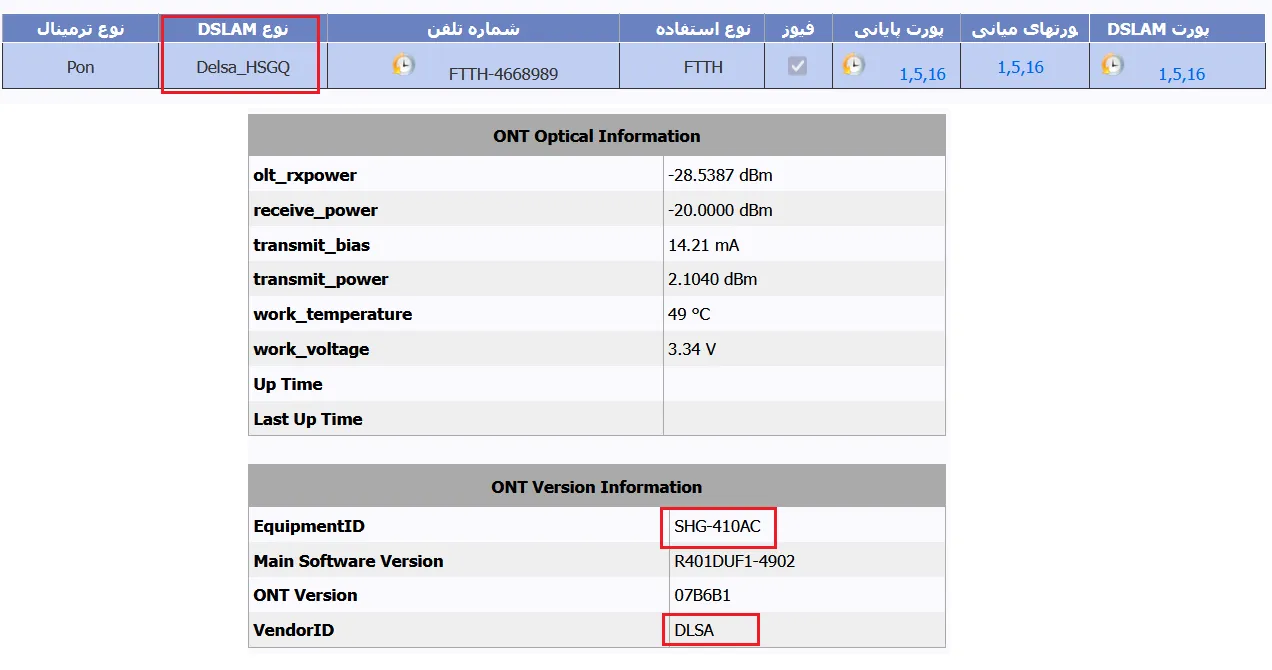 پورت DSLAM پورتهای میانی پورت پایانی فیوز نوع استفاده شماره تلفن نوع DSLAM نوع ترمینال
1,5,16 1,5,16 1,5,16 FTTH FTTH-4668989 Delsa_HSGQ Pon
ONT Optical Information
olt_rxpower -28.5387 dBm
receive_power -20.0000 dBm
transmit_bias 14.21 mA
transmit_power 2.1040 dBm
work_temperature 49 °C
work_voltage 3.34 V
Up Time
Last Up Time
ONT Version Information
EquipmentID SHG-410AC
Main Software Version R401DUF1-4902
ONT Version 07B6B1
VendorID DLSA